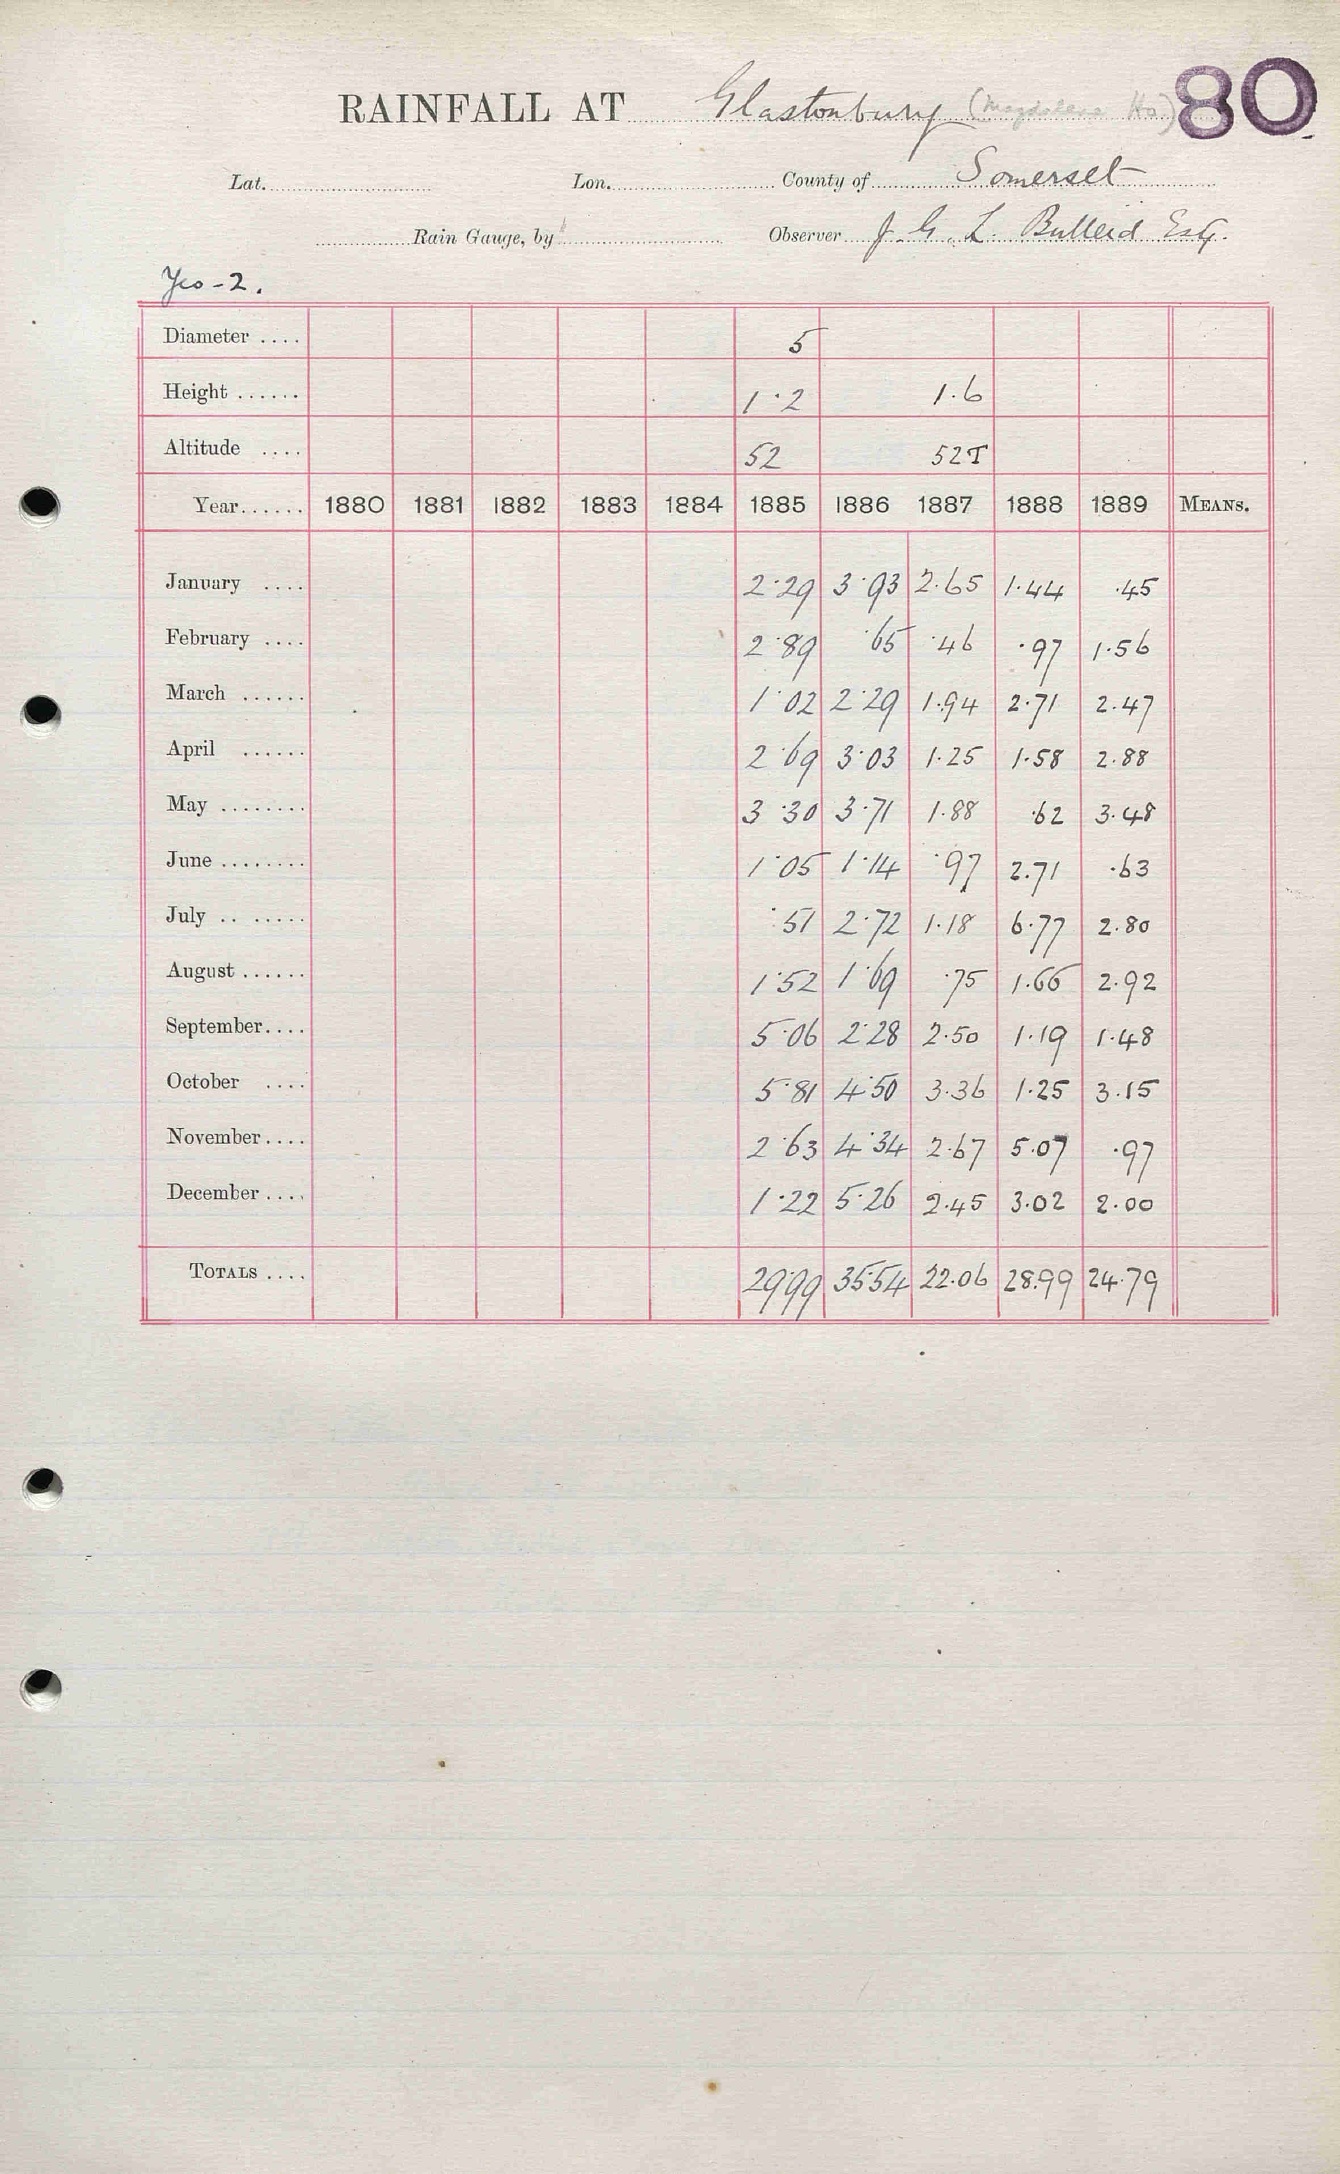 RAINFALL AT Glastonbury (Magdalene Ho) 80
Lat. Lon. County of Somerset
Rain Gauge, by Observer J. G. L. Bulleid Esq.
Yeo-2.
Diameter .... 5
Height ...... 1.2 1.6
Altitude .... 52 52T
Year...... 1880 1881 1882 1883 1884 1885 1886 1887 1888 1889 MEANS.
January .... 2.29 3.93 2.65 1.44 .45
February .... 2.89 .65 .46 .97 1.56
March ...... 1.02 2.29 1.94 2.71 2.47
April ...... 2.69 3.03 1.25 1.58 2.88
May ........ 3.30 3.71 1.88 .62 3.48
June ........ 1.05 1.14 .97 2.71 .63
July .. ..... .51 2.72 1.18 6.77 2.80
August ...... 1.52 1.69 .75 1.66 2.92
September.... 5.06 2.28 2.50 1.19 1.48
October .... 5.81 4.50 3.36 1.25 3.15
November.... 2.63 4.34 2.67 5.07 .97
December .... 1.22 5.26 2.45 3.02 2.00
TOTALS .... 29.99 35.54 22.06 28.99 24.79